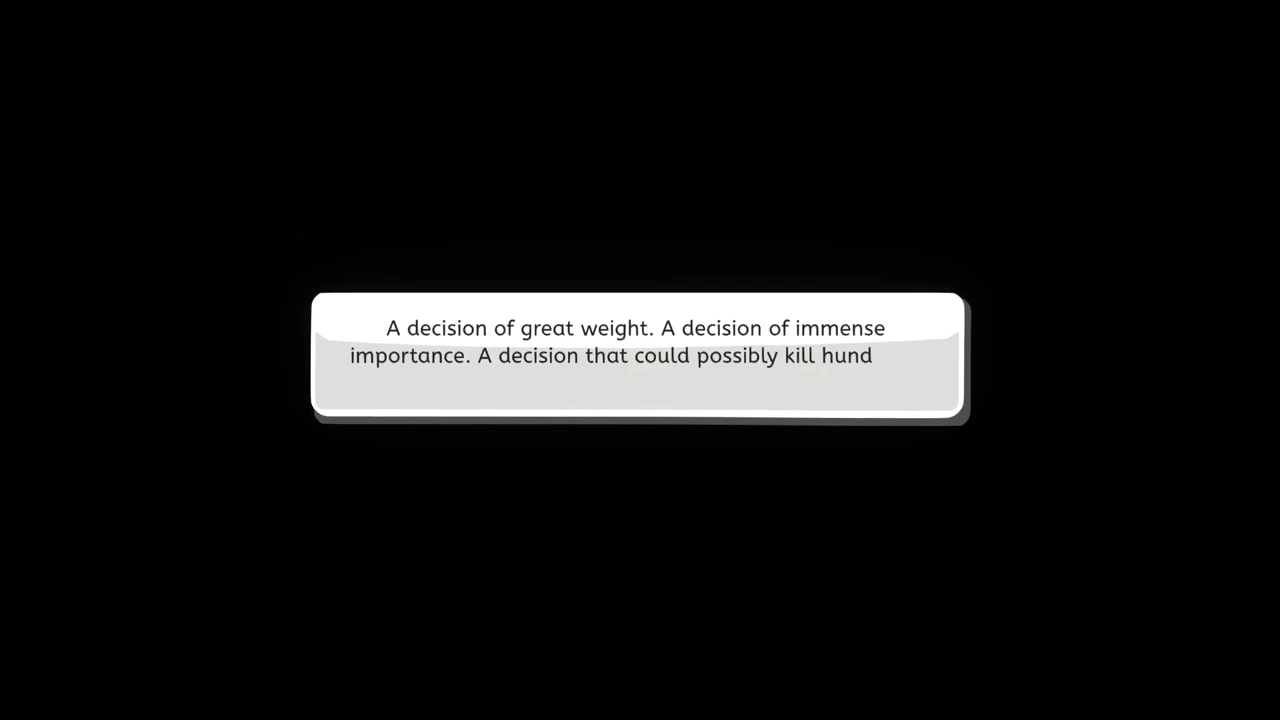 A decision of great weight. A decision of immense
importance. A decision that could possibly kill hund